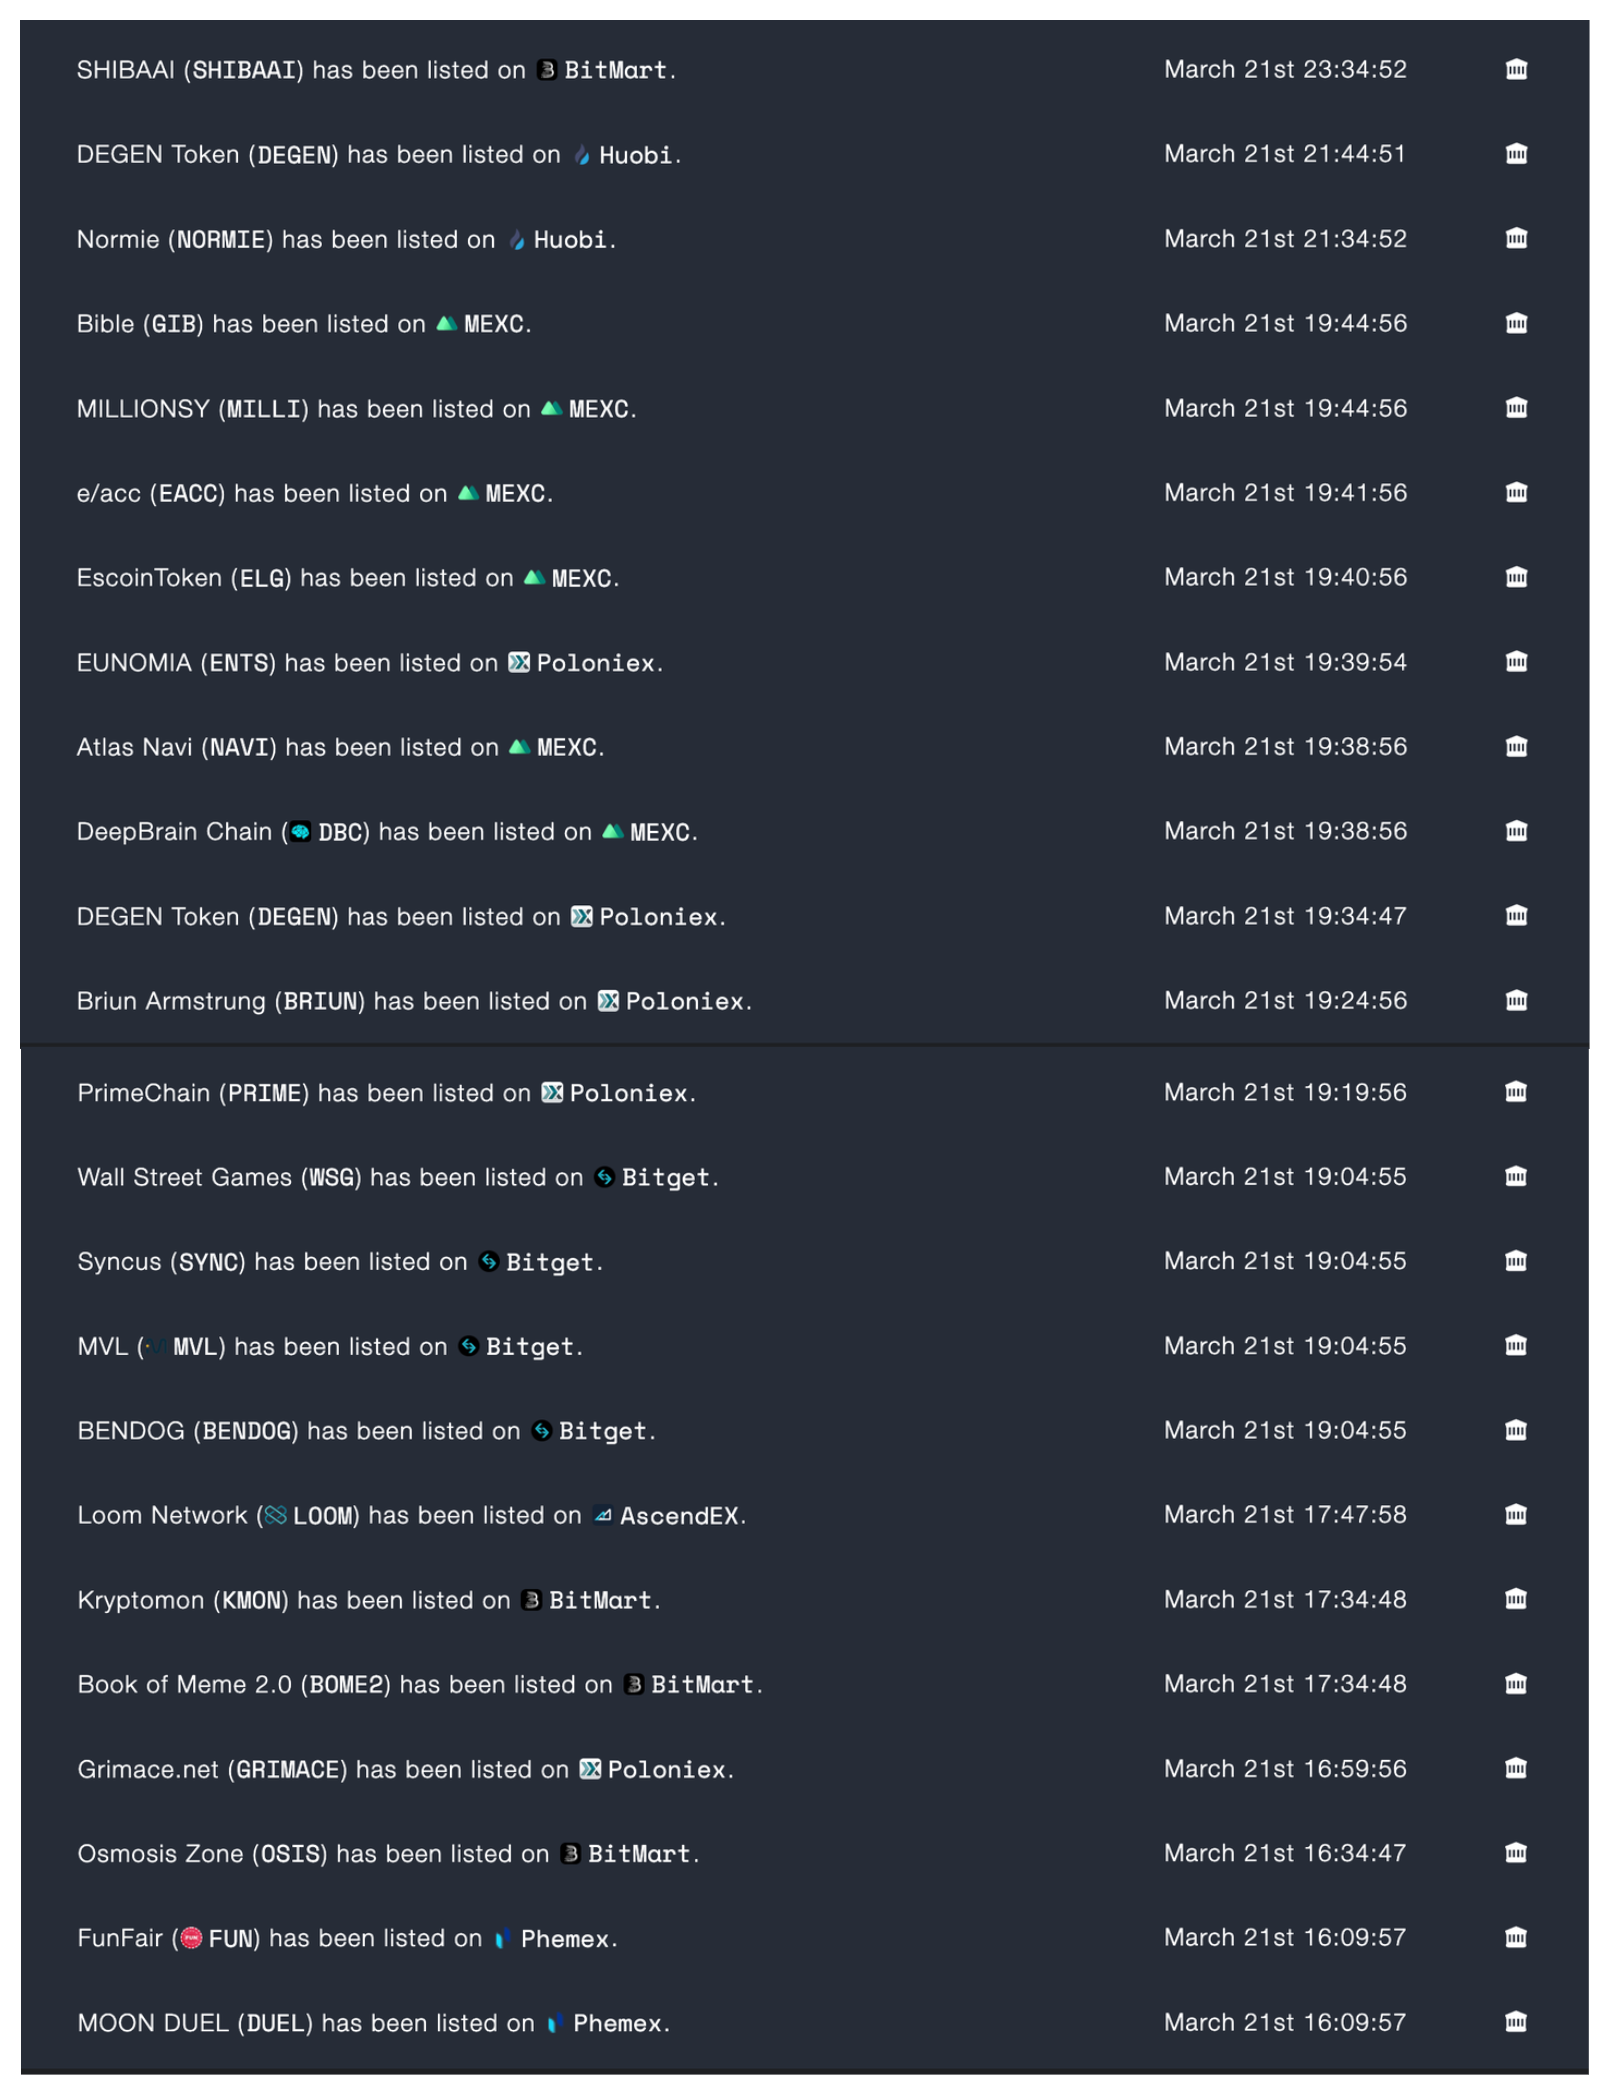 SHIBAAI (SHIBAAI) has been listed on BitMart. March 21st 23:34:52
DEGEN Token (DEGEN) has been listed on Huobi. March 21st 21:44:51
Normie (NORMIE) has been listed on Huobi. March 21st 21:34:52
Bible (GIB) has been listed on MEXC. March 21st 19:44:56
MILLIONSY (MILLI) has been listed on MEXC. March 21st 19:44:56
e/acc (EACC) has been listed on MEXC. March 21st 19:41:56
EscoinToken (ELG) has been listed on MEXC. March 21st 19:40:56
EUNOMIA (ENTS) has been listed on Poloniex. March 21st 19:39:54
Atlas Navi (NAVI) has been listed on MEXC. March 21st 19:38:56
DeepBrain Chain (DBC) has been listed on MEXC. March 21st 19:38:56
DEGEN Token (DEGEN) has been listed on Poloniex. March 21st 19:34:47
Briun Armstrung (BRIUN) has been listed on Poloniex. March 21st 19:24:56
PrimeChain (PRIME) has been listed on Poloniex. March 21st 19:19:56
Wall Street Games (WSG) has been listed on Bitget. March 21st 19:04:55
Syncus (SYNC) has been listed on Bitget. March 21st 19:04:55
MVL (MVL) has been listed on Bitget. March 21st 19:04:55
BENDOG (BENDOG) has been listed on Bitget. March 21st 19:04:55
Loom Network (LOOM) has been listed on AscendEX. March 21st 17:47:58
Kryptomon (KMON) has been listed on BitMart. March 21st 17:34:48
Book of Meme 2.0 (BOME2) has been listed on BitMart. March 21st 17:34:48
Grimace.net (GRIMACE) has been listed on Poloniex. March 21st 16:59:56
Osmosis Zone (OSIS) has been listed on BitMart. March 21st 16:34:47
FunFair (FUN) has been listed on Phemex. March 21st 16:09:57
MOON DUEL (DUEL) has been listed on Phemex. March 21st 16:09:57